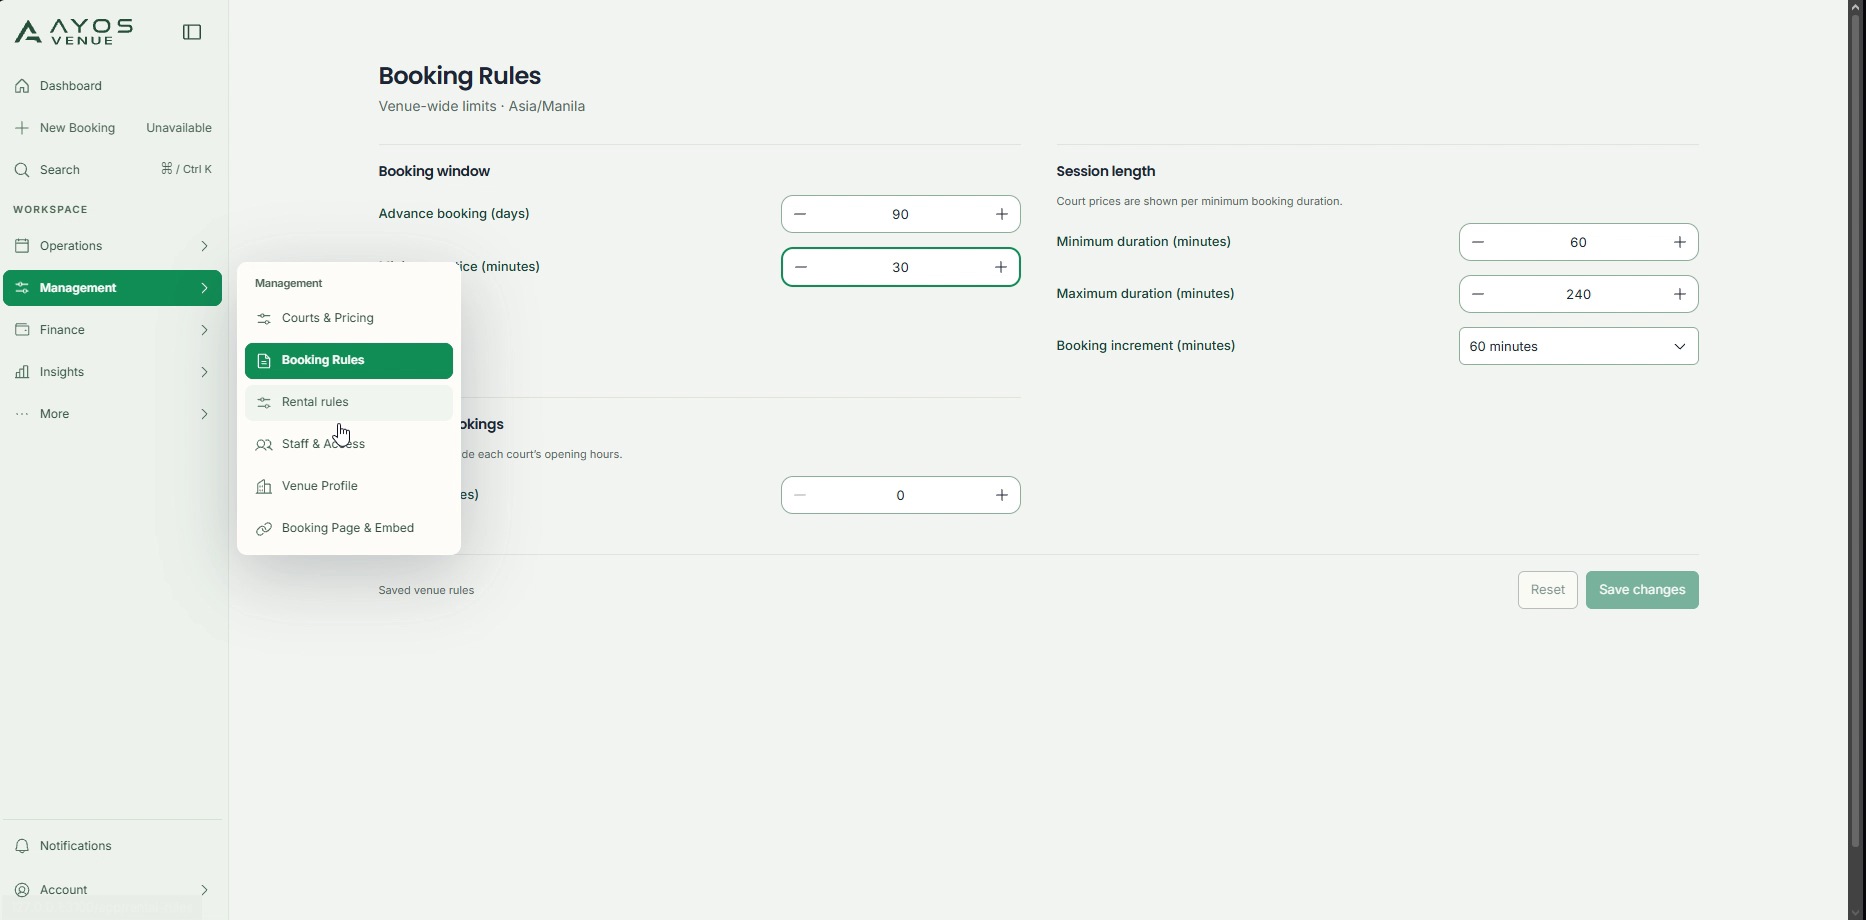 AYOS
VENUE
Dashboard
New Booking Unavailable
Search ⌘ / Ctrl K
WORKSPACE
Operations
Management
Finance
Insights
More
Notifications
Account
Management
Courts & Pricing
Booking Rules
Rental rules
Staff & Access
Venue Profile
Booking Page & Embed
Booking Rules
Venue-wide limits · Asia/Manila
Booking window
Advance booking (days) 90
(minutes) 30
Session length
Court prices are shown per minimum booking duration.
Minimum duration (minutes) 60
Maximum duration (minutes) 240
Booking increment (minutes) 60 minutes
each court's opening hours.
0
Saved venue rules
Reset Save changes